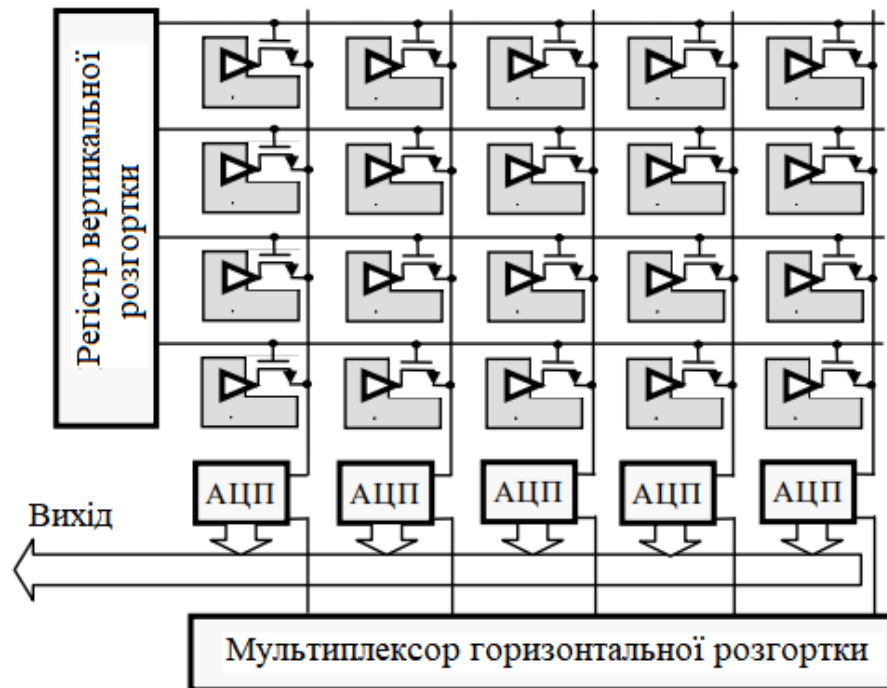 Регістр вертикальної
розгортки
АЦП АЦП АЦП АЦП АЦП
Вихід
Мультиплексор горизонтальної розгортки